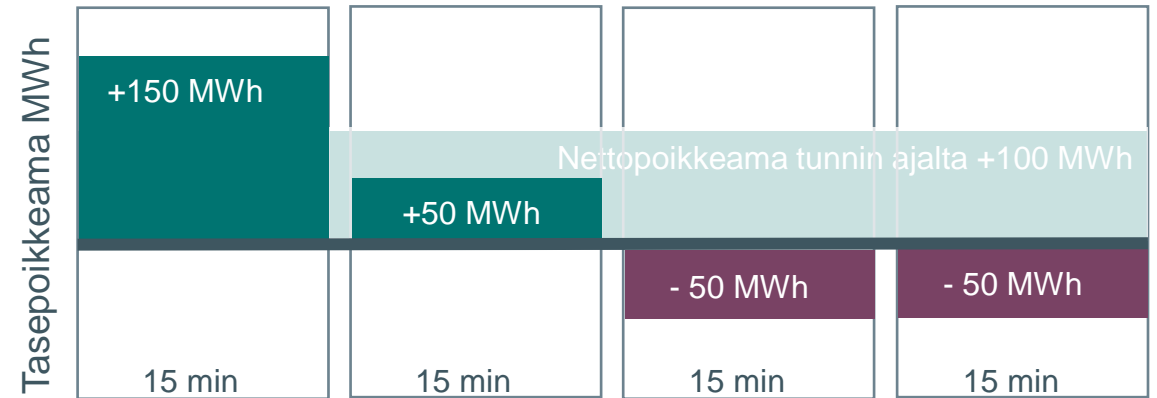 Tasepoikkeama MWh
+150 MWh
Nettopoikkeama tunnin ajalta +100 MWh
+50 MWh
- 50 MWh
- 50 MWh
15 min
15 min
15 min
15 min